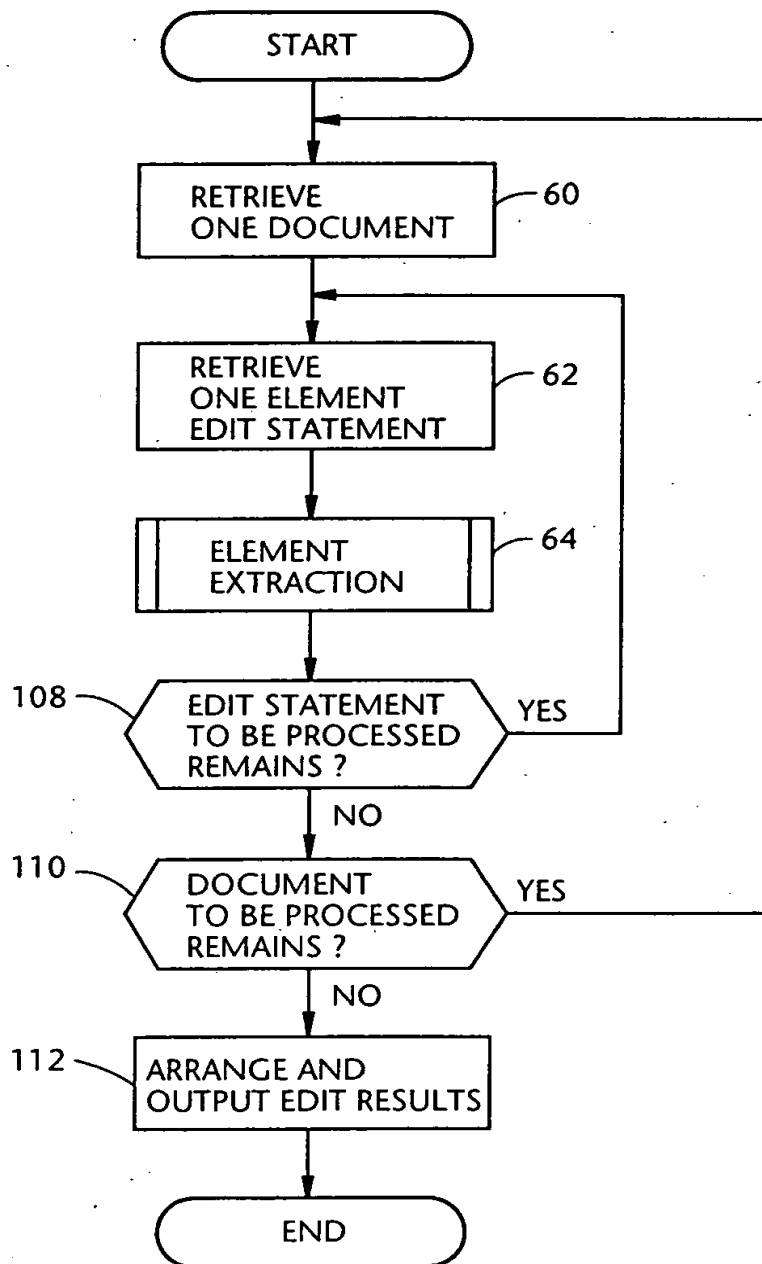 START
RETRIEVE
ONE DOCUMENT
60
RETRIEVE
ONE ELEMENT
EDIT STATEMENT
62
ELEMENT
EXTRACTION
64
108
EDIT STATEMENT
TO BE PROCESSED
REMAINS ?
YES
NO
110
DOCUMENT
TO BE PROCESSED
REMAINS ?
YES
NO
112
ARRANGE AND
OUTPUT EDIT RESULTS
END